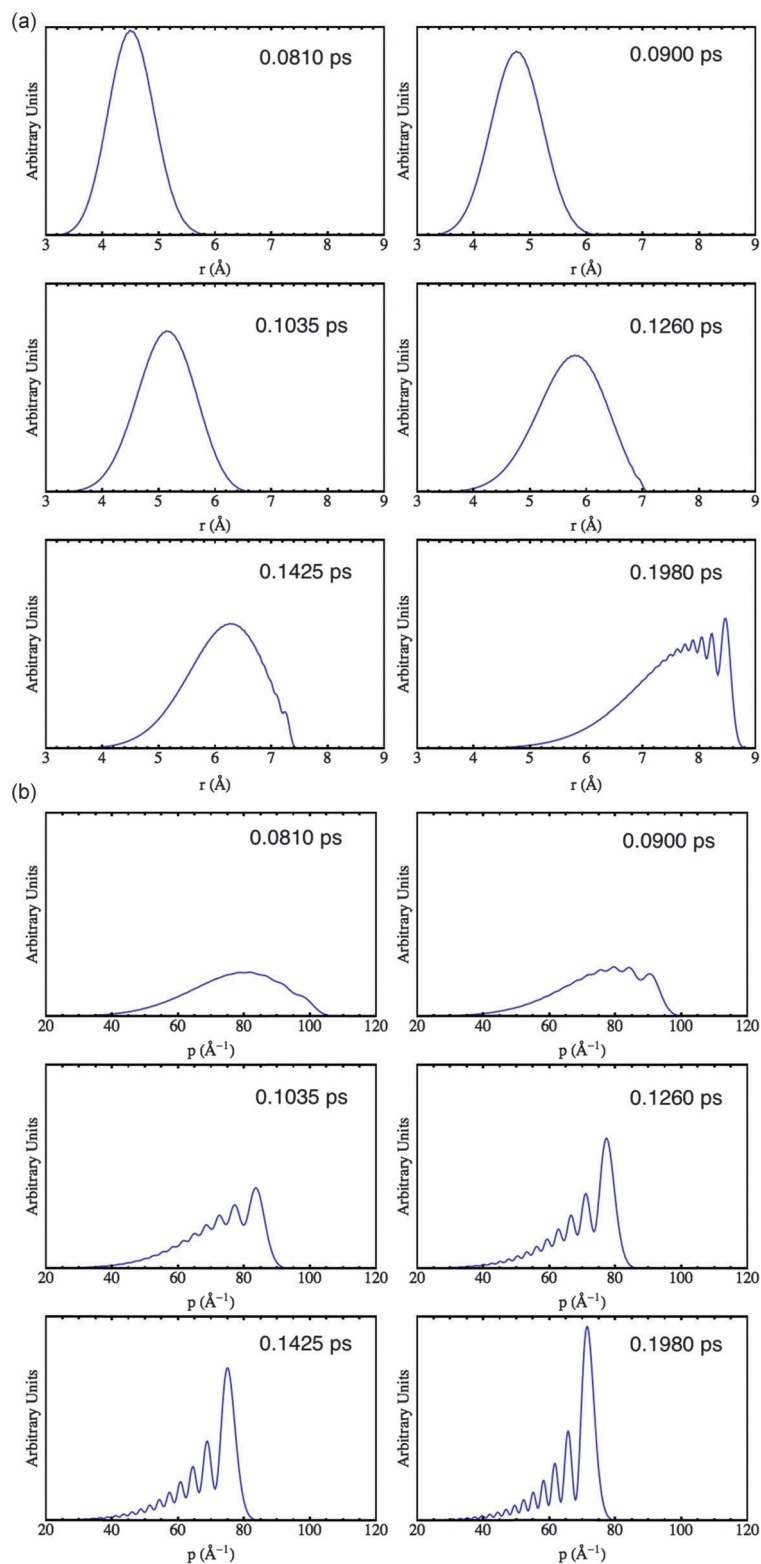 (a)
0.0810 ps
0.0900 ps
Arbitrary Units
Arbitrary Units
3 4 5 6 7 8 9
3 4 5 6 7 8 9
r (Å)
r (Å)
0.1035 ps
0.1260 ps
Arbitrary Units
Arbitrary Units
3 4 5 6 7 8 9
3 4 5 6 7 8 9
r (Å)
r (Å)
0.1425 ps
0.1980 ps
Arbitrary Units
Arbitrary Units
3 4 5 6 7 8 9
3 4 5 6 7 8 9
r (Å)
r (Å)
(b)
0.0810 ps
0.0900 ps
Arbitrary Units
Arbitrary Units
20 40 60 80 100 120
20 40 60 80 100 120
p (Å⁻¹)
p (Å⁻¹)
0.1035 ps
0.1260 ps
Arbitrary Units
Arbitrary Units
20 40 60 80 100 120
20 40 60 80 100 120
p (Å⁻¹)
p (Å⁻¹)
0.1425 ps
0.1980 ps
Arbitrary Units
Arbitrary Units
20 40 60 80 100 120
20 40 60 80 100 120
p (Å⁻¹)
p (Å⁻¹)